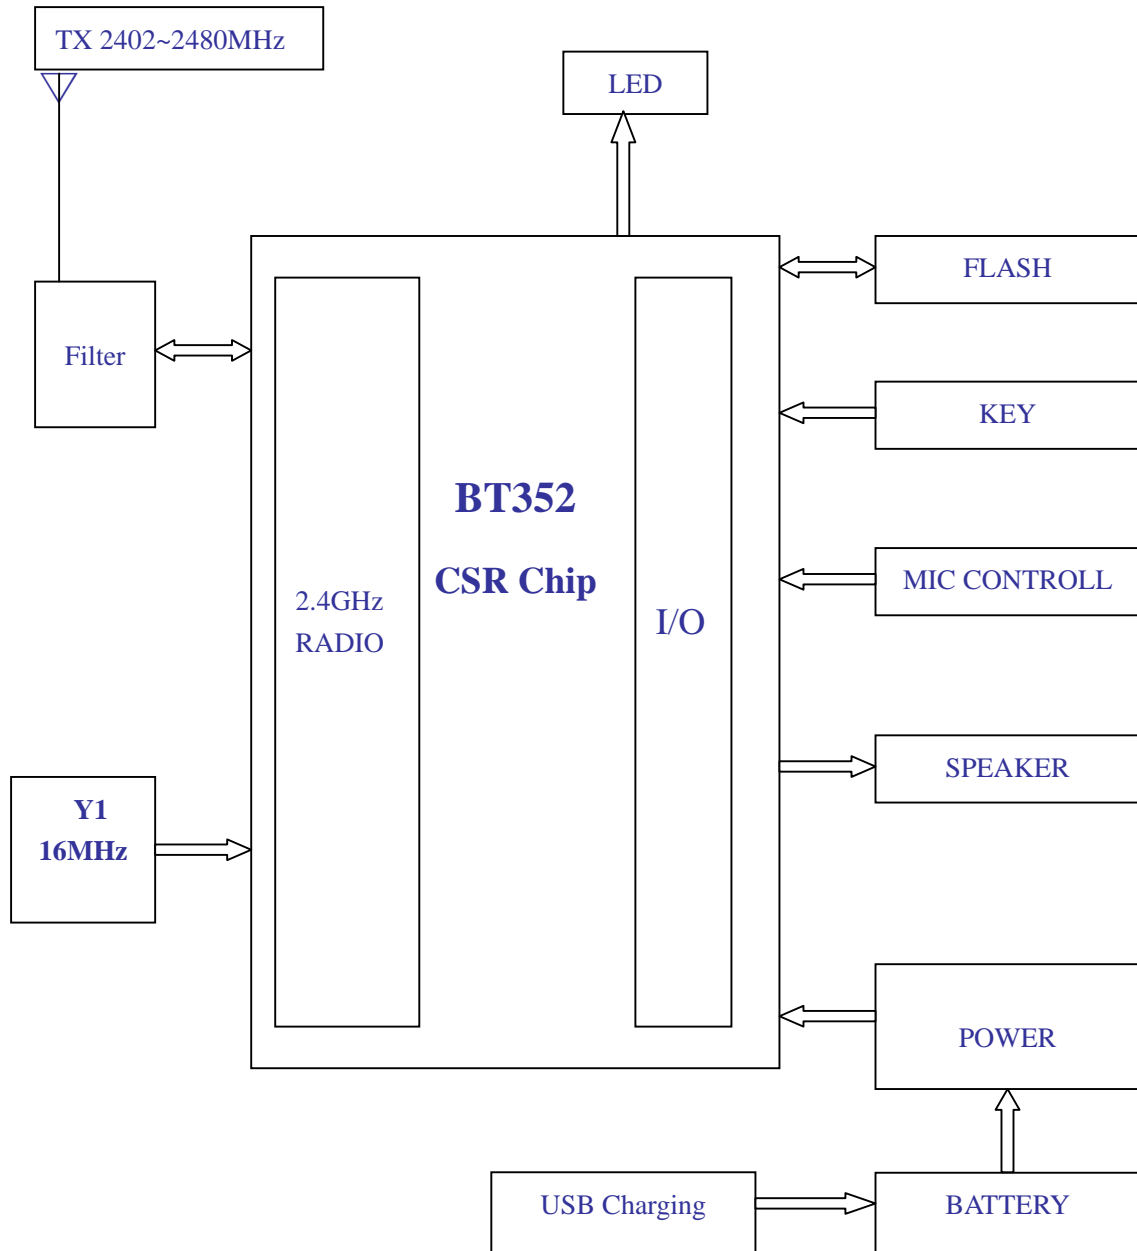 TX 2402~2480MHz
LED
FLASH
Filter
KEY
BT352
CSR Chip
MIC CONTROLL
2.4GHz
RADIO
I/O
SPEAKER
Y1
16MHz
POWER
USB Charging
BATTERY